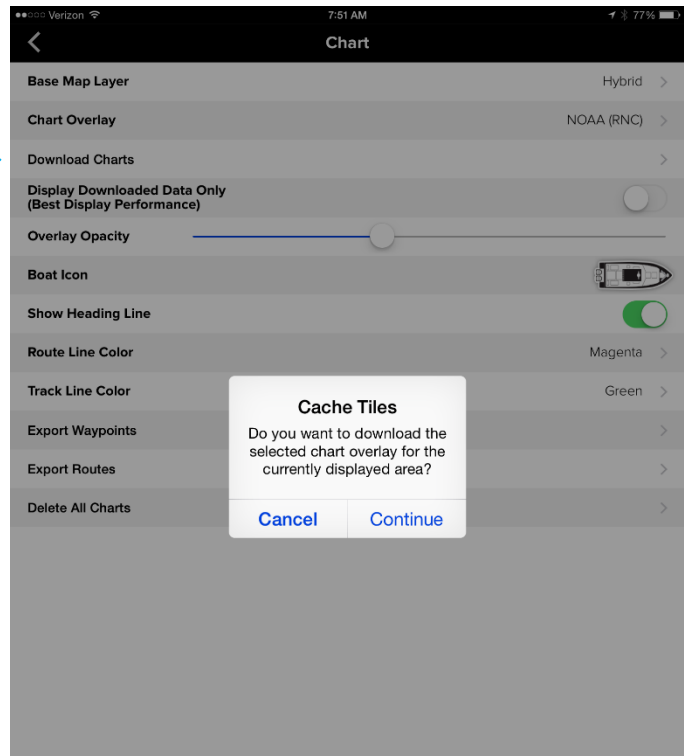 Verizon 7:51 AM 77%
Chart
Base Map Layer Hybrid
Chart Overlay NOAA (RNC)
Download Charts
Display Downloaded Data Only
(Best Display Performance)
Overlay Opacity
Boat Icon
Show Heading Line
Route Line Color Magenta
Track Line Color Green
Export Waypoints
Export Routes
Delete All Charts
Cache Tiles
Do you want to download the
selected chart overlay for the
currently displayed area?
Cancel Continue